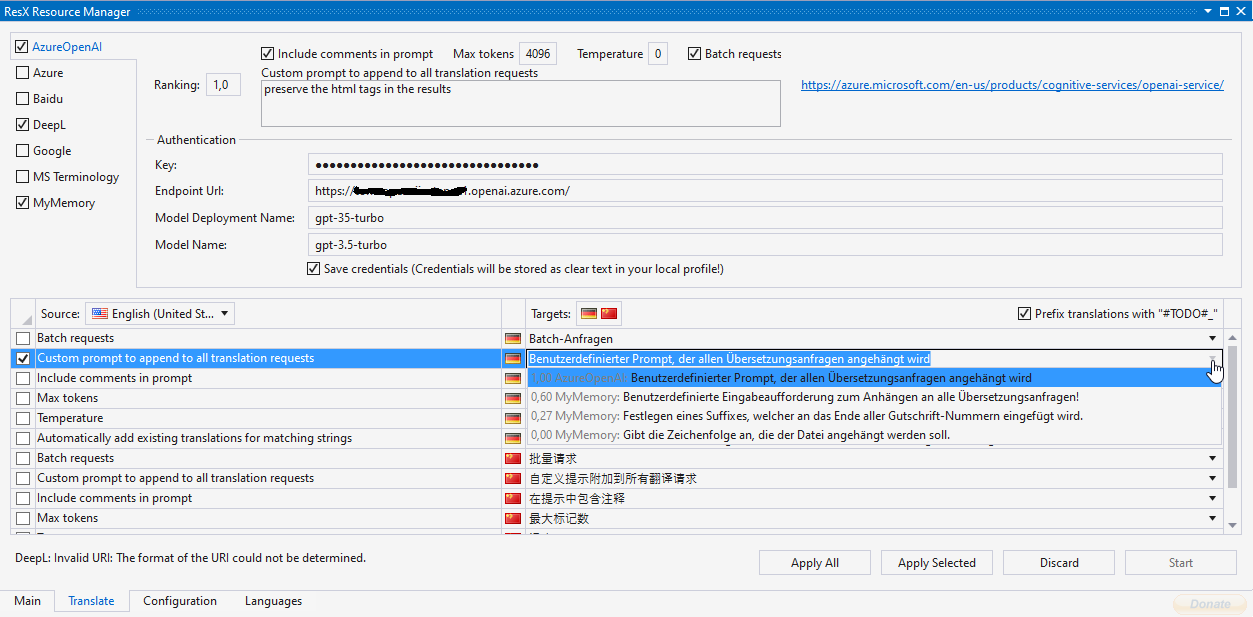 ResX Resource Manager
AzureOpenAI
Azure
Baidu
DeepL
Google
MS Terminology
MyMemory
Include comments in prompt Max tokens 4096 Temperature 0 Batch requests
Ranking: 1,0
Custom prompt to append to all translation requests
preserve the html tags in the results
https://azure.microsoft.com/en-us/products/cognitive-services/openai-service/
Authentication
Key: ●●●●●●●●●●●●●●●●●●●●●●●●●●●●●●●●
Endpoint Url: https:// .openai.azure.com/
Model Deployment Name: gpt-35-turbo
Model Name: gpt-3.5-turbo
Save credentials (Credentials will be stored as clear text in your local profile!)
Source: English (United St... Targets: Prefix translations with "#TODO#_"
Batch requests Batch-Anfragen
Custom prompt to append to all translation requests Benutzerdefinierter Prompt, der allen Übersetzungsanfragen angehängt wird
Include comments in prompt 1,00 AzureOpenAI: Benutzerdefinierter Prompt, der allen Übersetzungsanfragen angehängt wird
Max tokens 0,60 MyMemory: Benutzerdefinierte Eingabeaufforderung zum Anhängen an alle Übersetzungsanfragen!
Temperature 0,27 MyMemory: Festlegen eines Suffixes, welcher an das Ende aller Gutschrift-Nummern eingefügt wird.
Automatically add existing translations for matching strings 0,00 MyMemory: Gibt die Zeichenfolge an, die der Datei angehängt werden soll.
Batch requests 批量请求
Custom prompt to append to all translation requests 自定义提示附加到所有翻译请求
Include comments in prompt 在提示中包含注释
Max tokens 最大标记数
DeepL: Invalid URI: The format of the URI could not be determined.
Apply All Apply Selected Discard Start
Main Translate Configuration Languages
Donate